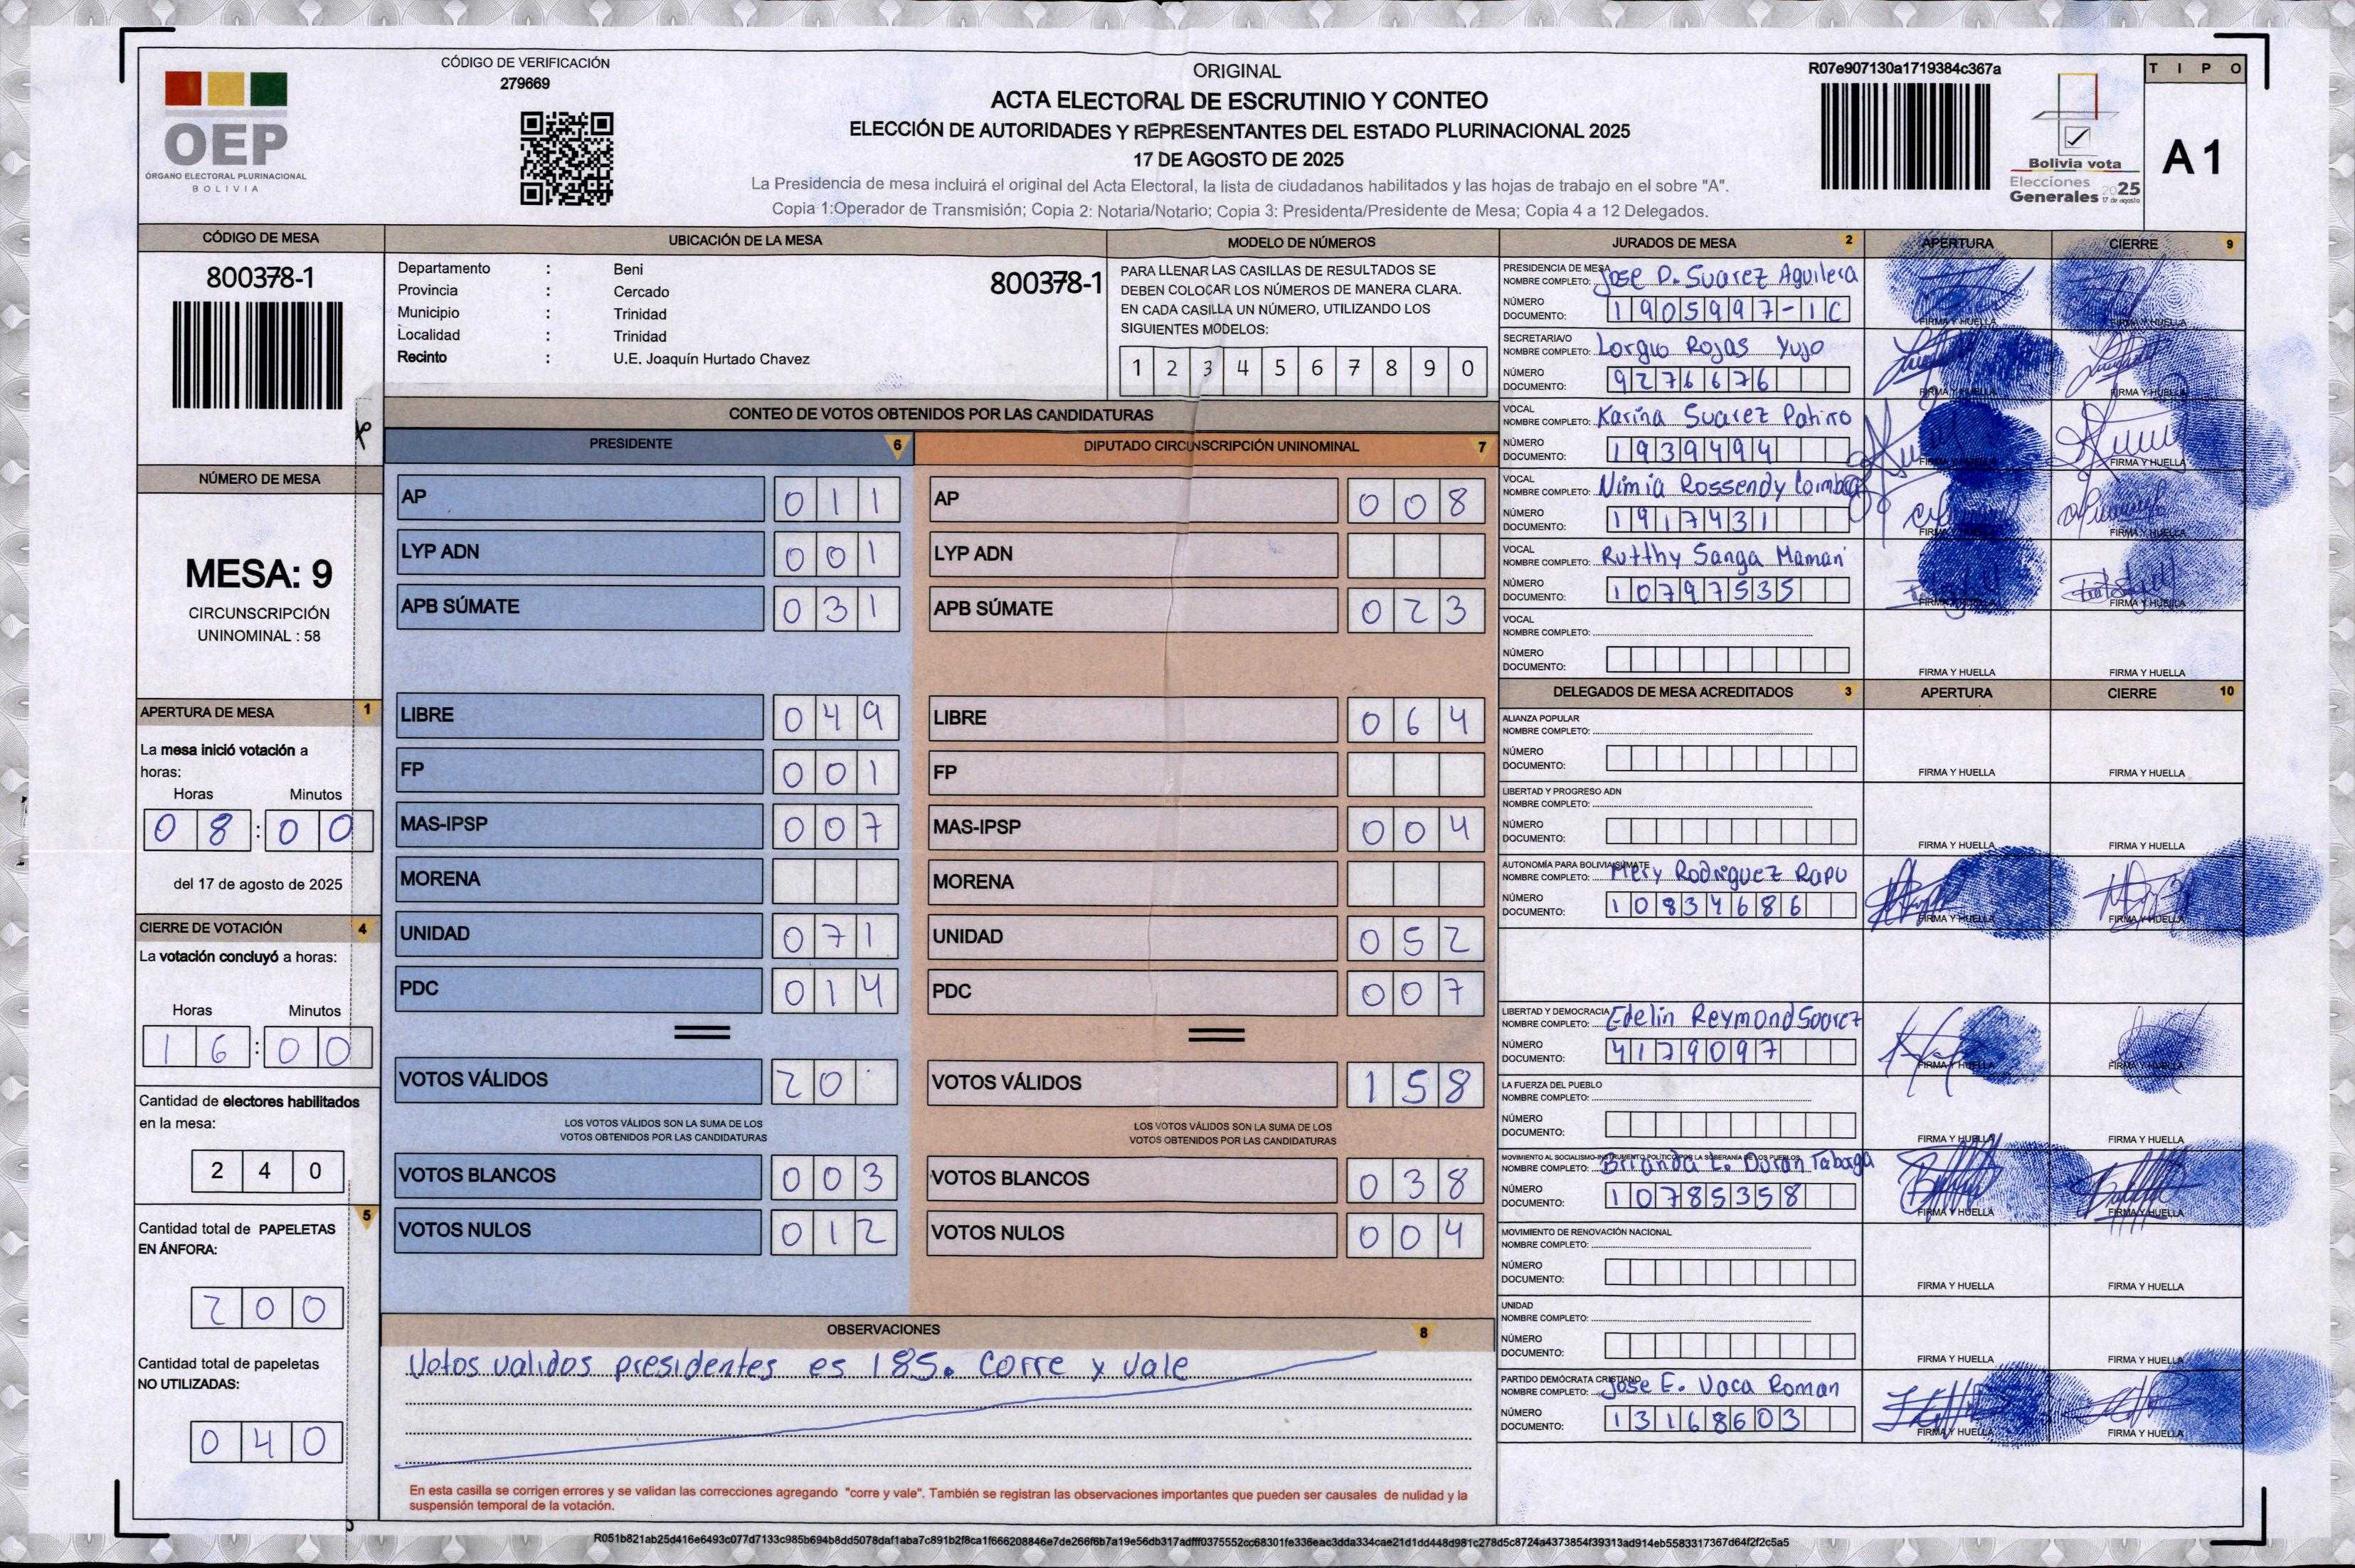 CÓDIGO DE VERIFICACIÓN
279669
OEP
ÓRGANO ELECTORAL PLURINACIONAL
BOLIVIA
ORIGINAL
ACTA ELECTORAL DE ESCRUTINIO Y CONTEO
ELECCIÓN DE AUTORIDADES Y REPRESENTANTES DEL ESTADO PLURINACIONAL 2025
17 DE AGOSTO DE 2025
La Presidencia de mesa incluirá el original del Acta Electoral, la lista de ciudadanos habilitados y las hojas de trabajo en el sobre "A".
Copia 1:Operador de Transmisión; Copia 2: Notaria/Notario; Copia 3: Presidenta/Presidente de Mesa; Copia 4 a 12 Delegados.
R07e907130a1719384c367a
Bolivia vota
Elecciones
Generales 2025
17 de agosto
TIPO
A1
CÓDIGO DE MESA
800378-1
NÚMERO DE MESA
MESA: 9
CIRCUNSCRIPCIÓN
UNINOMINAL : 58
APERTURA DE MESA 1
La mesa inició votación a
horas:
Horas Minutos
08:00
del 17 de agosto de 2025
CIERRE DE VOTACIÓN 4
La votación concluyó a horas:
Horas Minutos
16:00
Cantidad de electores habilitados
en la mesa:
240
5
Cantidad total de PAPELETAS
EN ÁNFORA:
200
Cantidad total de papeletas
NO UTILIZADAS:
040
UBICACIÓN DE LA MESA
Departamento : Beni
800378-1
Provincia : Cercado
Municipio : Trinidad
Localidad : Trinidad
Recinto : U.E. Joaquín Hurtado Chavez
MODELO DE NÚMEROS
PARA LLENAR LAS CASILLAS DE RESULTADOS SE
DEBEN COLOCAR LOS NÚMEROS DE MANERA CLARA.
EN CADA CASILLA UN NÚMERO, UTILIZANDO LOS
SIGUIENTES MODELOS:
1 2 3 4 5 6 7 8 9 0
CONTEO DE VOTOS OBTENIDOS POR LAS CANDIDATURAS
PRESIDENTE 6
AP 011
LYP ADN 001
APB SÚMATE 031
LIBRE 049
FP 001
MAS-IPSP 007
MORENA
UNIDAD 071
PDC 014
VOTOS VÁLIDOS 20
LOS VOTOS VÁLIDOS SON LA SUMA DE LOS
VOTOS OBTENIDOS POR LAS CANDIDATURAS
VOTOS BLANCOS 003
VOTOS NULOS 012
DIPUTADO CIRCUNSCRIPCIÓN UNINOMINAL 7
AP 008
LYP ADN
APB SÚMATE 023
LIBRE 064
FP
MAS-IPSP 004
MORENA
UNIDAD 052
PDC 007
VOTOS VÁLIDOS 158
LOS VOTOS VÁLIDOS SON LA SUMA DE LOS
VOTOS OBTENIDOS POR LAS CANDIDATURAS
VOTOS BLANCOS 038
VOTOS NULOS 004
OBSERVACIONES 8
Votos validos presidentes es 185. Corre y vale
En esta casilla se corrigen errores y se validan las correcciones agregando "corre y vale". También se registran las observaciones importantes que pueden ser causales de nulidad y la
suspensión temporal de la votación.
JURADOS DE MESA 2 APERTURA CIERRE 9
PRESIDENCIA DE MESA
NOMBRE COMPLETO: Jose D. Suarez Aguilera
NÚMERO
DOCUMENTO: 1905997-1C
FIRMA Y HUELLA FIRMA Y HUELLA
SECRETARIA/O
NOMBRE COMPLETO: Lorgio Rojas Yujo
NÚMERO
DOCUMENTO: 9276676
FIRMA Y HUELLA FIRMA Y HUELLA
VOCAL
NOMBRE COMPLETO: Karina Suarez Patiño
NÚMERO
DOCUMENTO: 1939494
FIRMA Y HUELLA FIRMA Y HUELLA
VOCAL
NOMBRE COMPLETO: Nimia Rossendy Coimbra
NÚMERO
DOCUMENTO: 1917431
FIRMA Y HUELLA FIRMA Y HUELLA
VOCAL
NOMBRE COMPLETO: Rutthy Sanga Mamani
NÚMERO
DOCUMENTO: 10797535
FIRMA Y HUELLA FIRMA Y HUELLA
VOCAL
NOMBRE COMPLETO:
NÚMERO
DOCUMENTO:
FIRMA Y HUELLA FIRMA Y HUELLA
DELEGADOS DE MESA ACREDITADOS 3 APERTURA CIERRE 10
ALIANZA POPULAR
NOMBRE COMPLETO:
NÚMERO
DOCUMENTO:
FIRMA Y HUELLA FIRMA Y HUELLA
LIBERTAD Y PROGRESO ADN
NOMBRE COMPLETO:
NÚMERO
DOCUMENTO:
FIRMA Y HUELLA FIRMA Y HUELLA
AUTONOMÍA PARA BOLIVIA SÚMATE
NOMBRE COMPLETO: Mery Rodriguez Rapu
NÚMERO
DOCUMENTO: 10834686
FIRMA Y HUELLA FIRMA Y HUELLA
LIBERTAD Y DEMOCRACIA
NOMBRE COMPLETO: Edelin Reymond Suarez
NÚMERO
DOCUMENTO: 4179097
FIRMA Y HUELLA FIRMA Y HUELLA
LA FUERZA DEL PUEBLO
NOMBRE COMPLETO:
NÚMERO
DOCUMENTO:
FIRMA Y HUELLA FIRMA Y HUELLA
MOVIMIENTO AL SOCIALISMO-INSTRUMENTO POLÍTICO POR LA SOBERANÍA DE LOS PUEBLOS
NOMBRE COMPLETO: Brianda L. Duran Taborga
NÚMERO
DOCUMENTO: 10785358
FIRMA Y HUELLA FIRMA Y HUELLA
MOVIMIENTO DE RENOVACIÓN NACIONAL
NOMBRE COMPLETO:
NÚMERO
DOCUMENTO:
FIRMA Y HUELLA FIRMA Y HUELLA
UNIDAD
NOMBRE COMPLETO:
NÚMERO
DOCUMENTO:
FIRMA Y HUELLA FIRMA Y HUELLA
PARTIDO DEMÓCRATA CRISTIANO
NOMBRE COMPLETO: Jose E. Vaca Roman
NÚMERO
DOCUMENTO: 13168603
FIRMA Y HUELLA FIRMA Y HUELLA